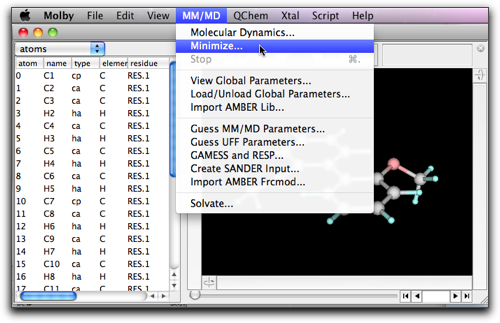 Molby File Edit View MM/MD QChem Xtal Script Help
atoms
atom name type elemer residue
0 C1 cp C RES.1
1 C2 ca C RES.1
2 C3 ca C RES.1
3 H2 ha H RES.1
4 C4 ca C RES.1
5 H3 ha H RES.1
6 C5 ca C RES.1
7 H4 ha H RES.1
8 C6 ca C RES.1
9 H5 ha H RES.1
10 C7 cp C RES.1
11 C8 ca C RES.1
12 H6 ha H RES.1
13 C9 ca C RES.1
14 H7 ha H RES.1
15 C10 ca C RES.1
16 H8 ha H RES.1
17 C11 ca C RES.1
Molecular Dynamics...
Minimize...
Stop ⌘.
View Global Parameters...
Load/Unload Global Parameters...
Import AMBER Lib...
Guess MM/MD Parameters...
Guess UFF Parameters...
GAMESS and RESP...
Create SANDER Input...
Import AMBER Frcmod...
Solvate...